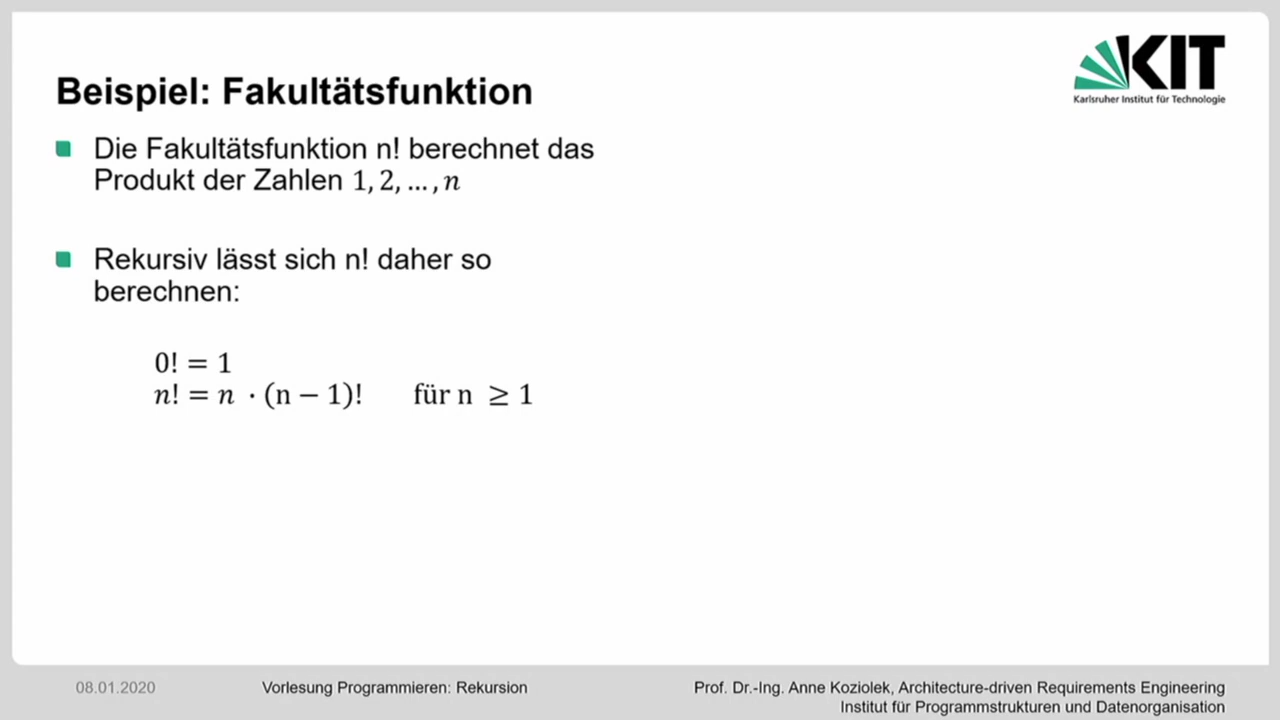 Beispiel: Fakultätsfunktion
KIT
Karlsruher Institut für Technologie
Die Fakultätsfunktion n! berechnet das
Produkt der Zahlen 1, 2, … , n
Rekursiv lässt sich n! daher so
berechnen:
0! = 1
n! = n · (n − 1)! für n ≥ 1
08.01.2020
Vorlesung Programmieren: Rekursion
Prof. Dr.-Ing. Anne Koziolek, Architecture-driven Requirements Engineering
Institut für Programmstrukturen und Datenorganisation